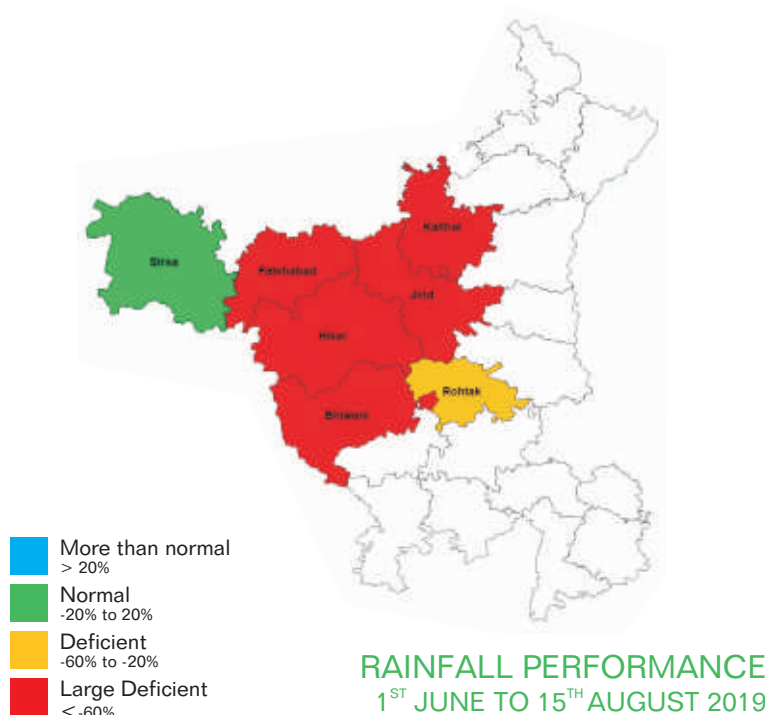 Kaithal
Sirsa
Fatehabad
Jind
Hisar
Rohtak
Bhiwani
More than normal
> 20%
Normal
-20% to 20%
Deficient
-60% to -20%
Large Deficient
< -60%
RAINFALL PERFORMANCE
1ST JUNE TO 15TH AUGUST 2019